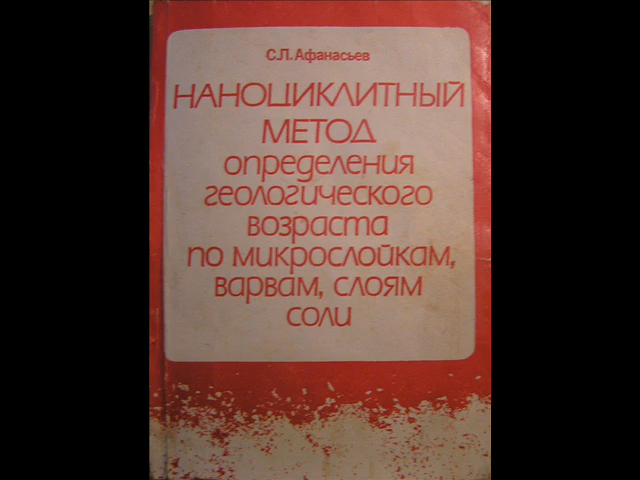 С.Л. Афанасьев
НАНОЦИКЛИТНЫЙ
МЕТОД
определения
геологического
возраста
по микрослойкам,
варвам, слоям
соли